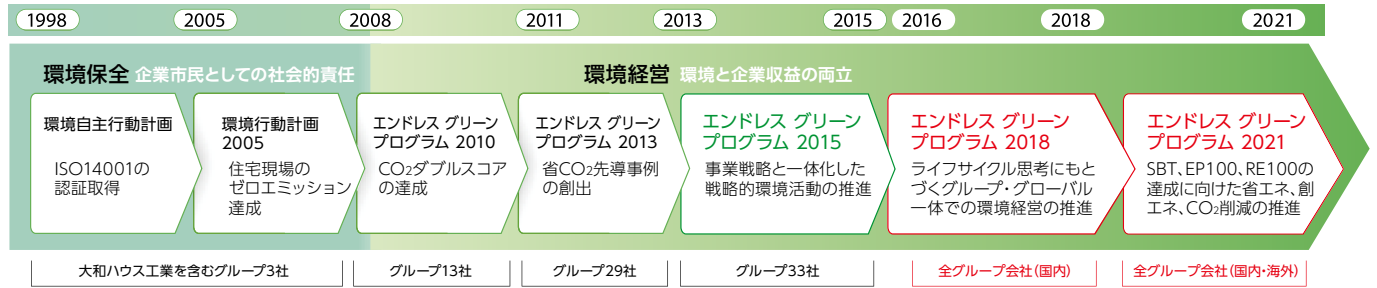 1998 2005 2008 2011 2013 2015 2016 2018 2021
環境保全 企業市民としての社会的責任
環境経営 環境と企業収益の両立
環境自主行動計画
ISO14001の
認証取得
環境行動計画
2005
住宅現場の
ゼロエミッション
達成
エンドレス グリーン
プログラム 2010
CO₂ダブルスコア
の達成
エンドレス グリーン
プログラム 2013
省CO₂先導事例
の創出
エンドレス グリーン
プログラム 2015
事業戦略と一体化した
戦略的環境活動の推進
エンドレス グリーン
プログラム 2018
ライフサイクル思考にもと
づくグループ・グローバル
一体での環境経営の推進
エンドレス グリーン
プログラム 2021
SBT、EP100、RE100の
達成に向けた省エネ、創
エネ、CO₂削減の推進
大和ハウス工業を含むグループ3社
グループ13社
グループ29社
グループ33社
全グループ会社(国内)
全グループ会社(国内・海外)